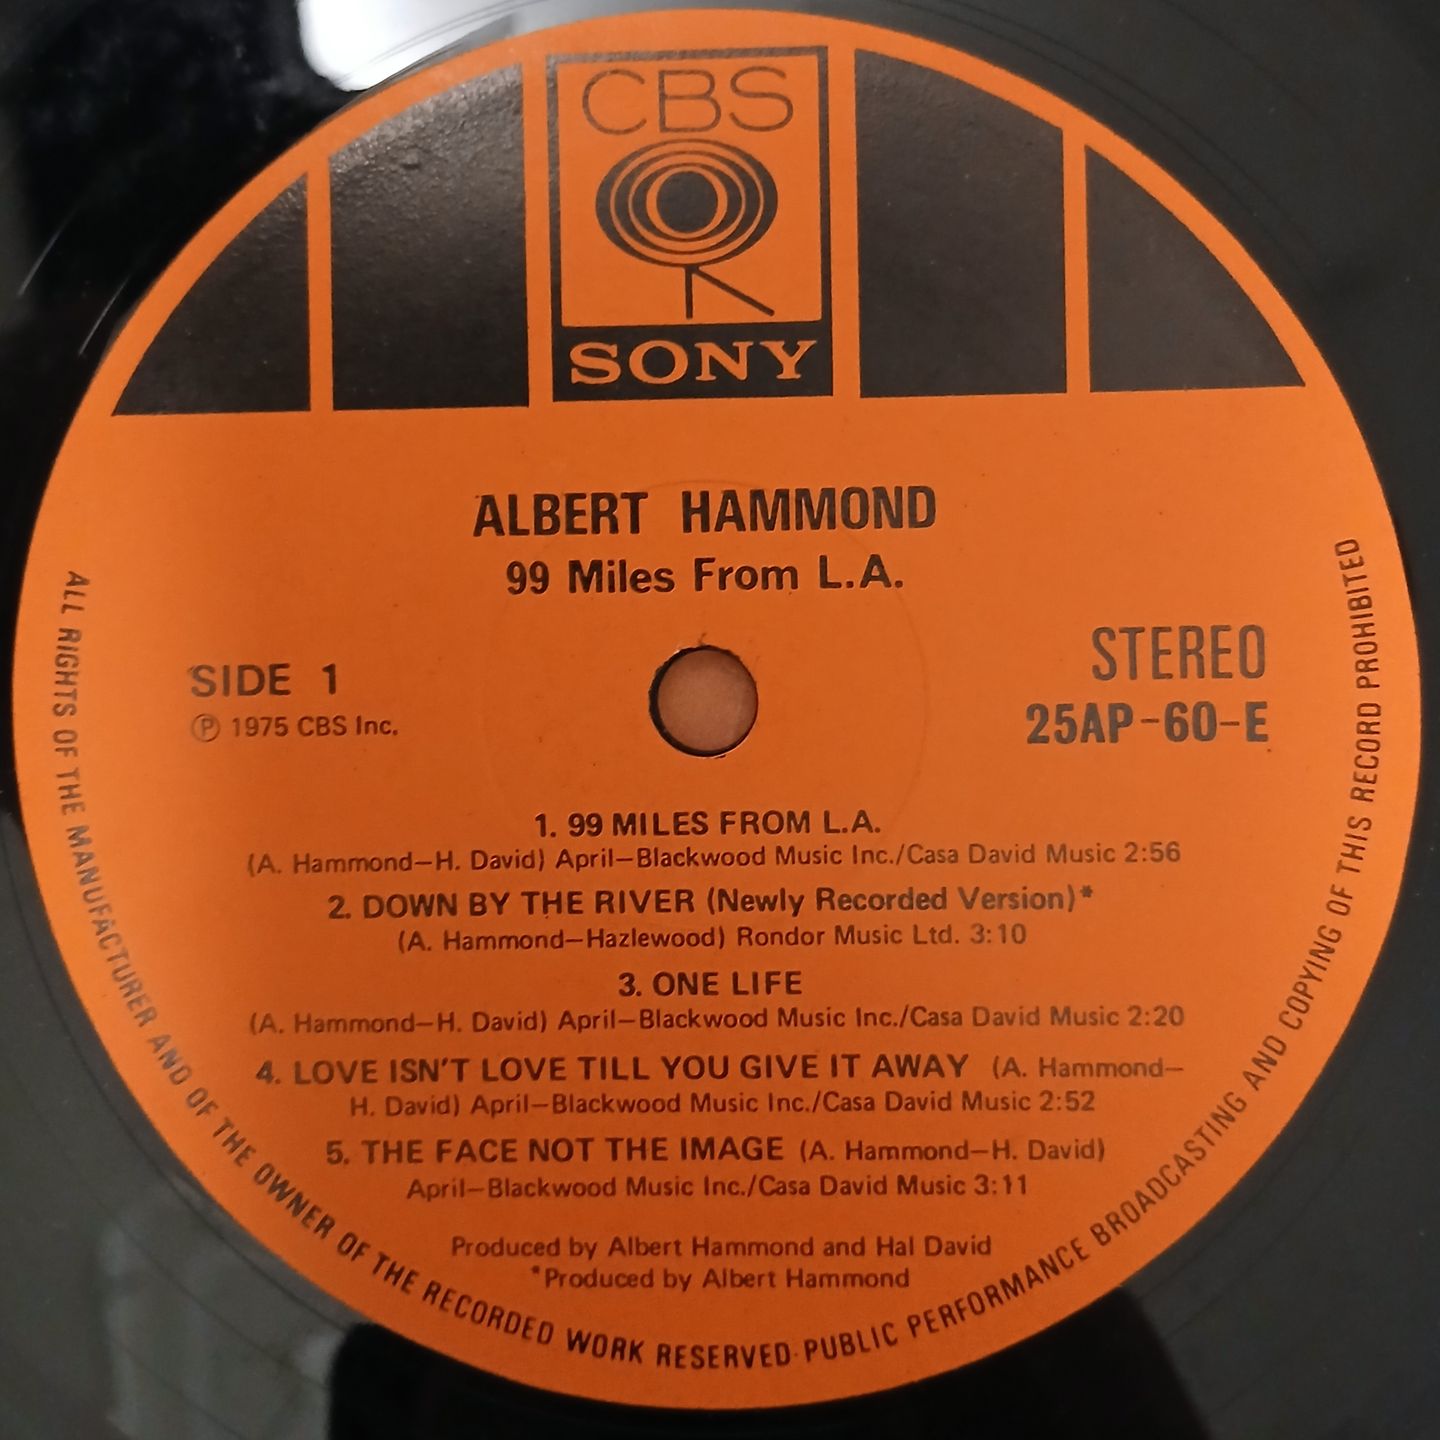 CBS
SONY
ALBERT HAMMOND
99 Miles From L.A.
SIDE 1
℗ 1975 CBS Inc.
STEREO
25AP-60-E
1. 99 MILES FROM L.A.
(A. Hammond—H. David) April—Blackwood Music Inc./Casa David Music 2:56
2. DOWN BY THE RIVER (Newly Recorded Version)*
(A. Hammond—Hazlewood) Rondor Music Ltd. 3:10
3. ONE LIFE
(A. Hammond—H. David) April—Blackwood Music Inc./Casa David Music 2:20
4. LOVE ISN'T LOVE TILL YOU GIVE IT AWAY (A. Hammond—
H. David) April—Blackwood Music Inc./Casa David Music 2:52
5. THE FACE NOT THE IMAGE (A. Hammond—H. David)
April—Blackwood Music Inc./Casa David Music 3:11
Produced by Albert Hammond and Hal David
*Produced by Albert Hammond
ALL RIGHTS OF THE MANUFACTURER AND OF THE OWNER OF THE RECORDED WORK RESERVED·PUBLIC PERFORMANCE BROADCASTING AND COPYING OF THIS RECORD PROHIBITED